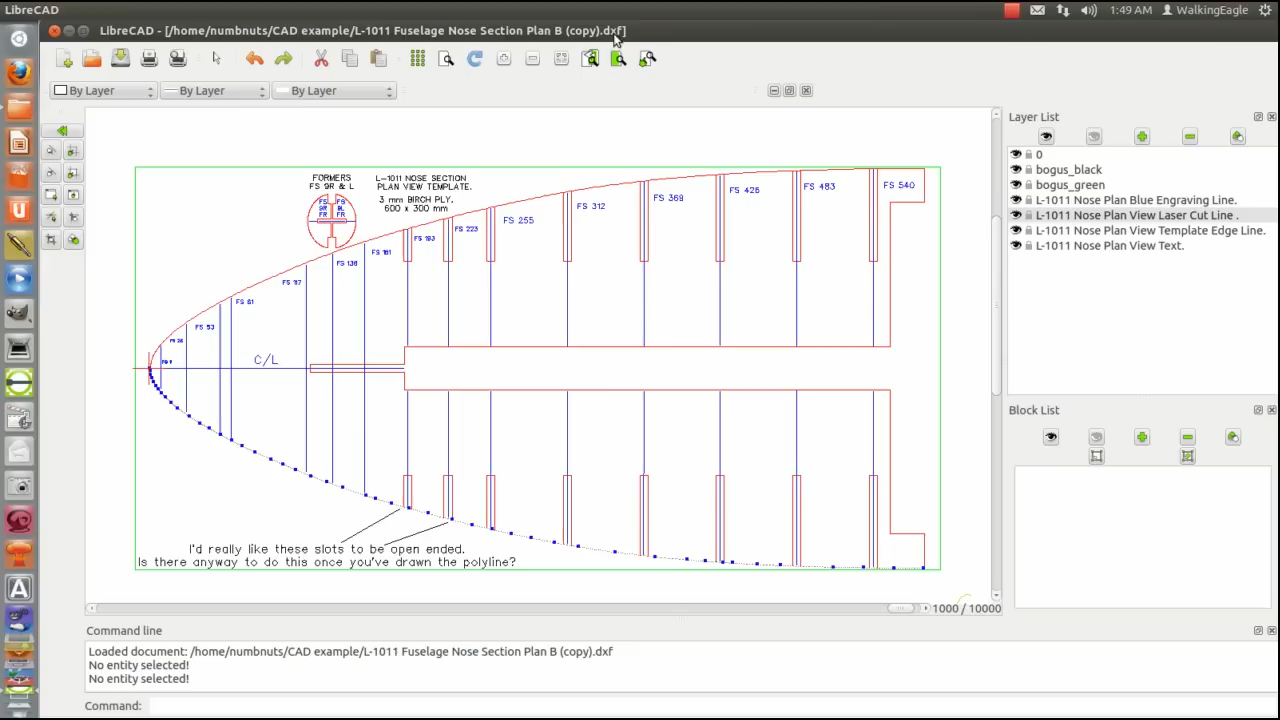 LibreCAD
1:49 AM
WalkingEagle
LibreCAD - [/home/numbnuts/CAD example/L-1011 Fuselage Nose Section Plan B (copy).dxf]
By Layer
By Layer
By Layer
Layer List
0
bogus_black
bogus_green
L-1011 Nose Plan Blue Engraving Line.
L-1011 Nose Plan View Laser Cut Line .
L-1011 Nose Plan View Template Edge Line.
L-1011 Nose Plan View Text.
FORMERS
FS 9R & L
L-1011 NOSE SECTION
PLAN VIEW TEMPLATE.
3 mm BIRCH PLY.
600 x 300 mm
FS 540
FS 483
FS 426
FS 369
FS 312
FS 255
FS 223
FS 193
FS 161
FS 136
FS 117
FS 81
FS 53
C/L
I'd really like these slots to be open ended.
Is there anyway to do this once you've drawn the polyline?
Block List
1000 / 10000
Command line
Loaded document: /home/numbnuts/CAD example/L-1011 Fuselage Nose Section Plan B (copy).dxf
No entity selected!
No entity selected!
Command: